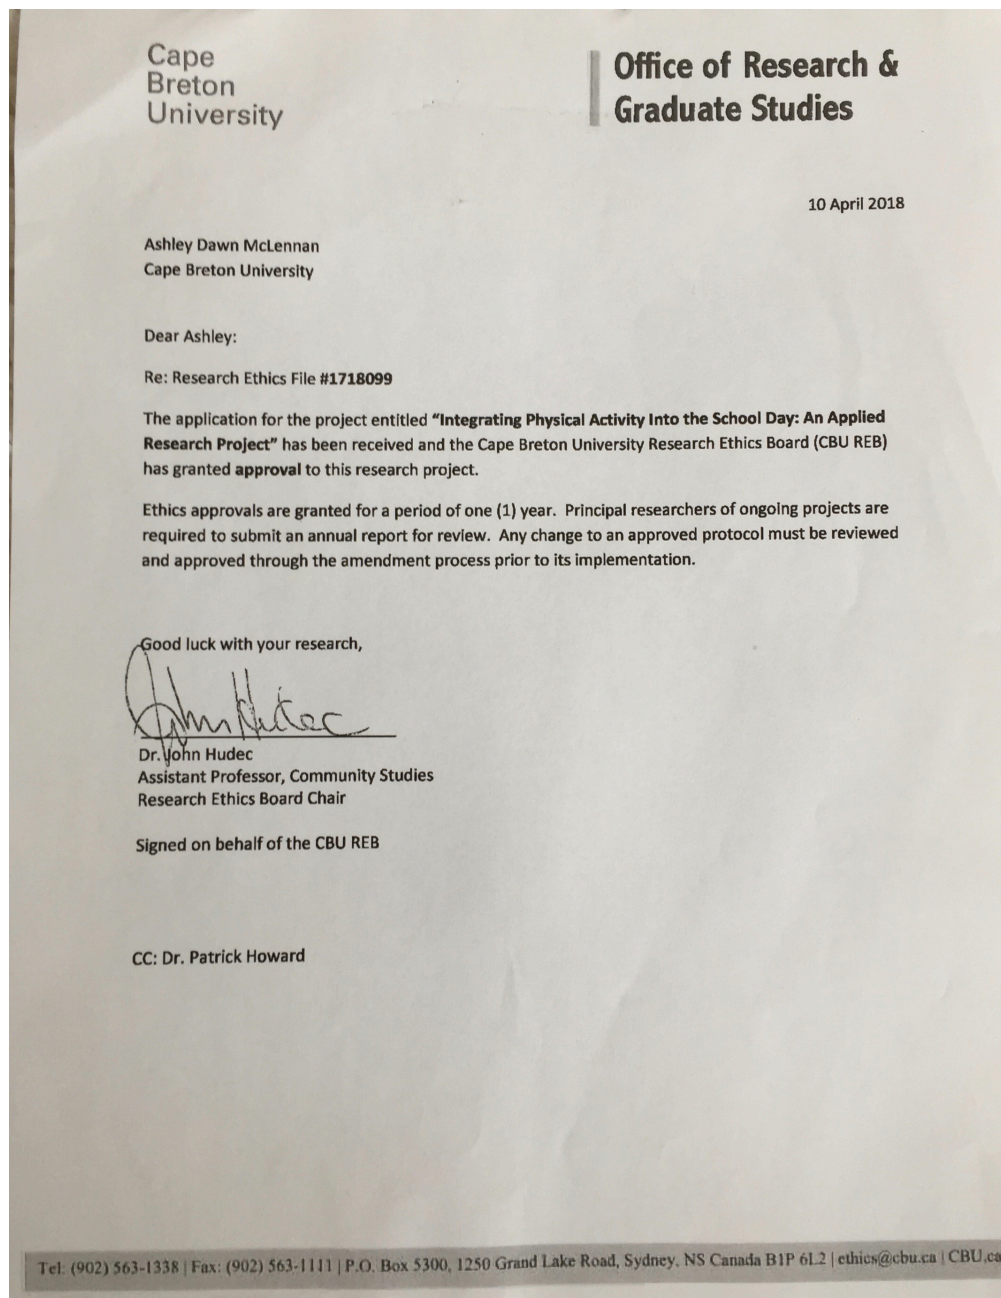 Cape
Breton
University
Office of Research &
Graduate Studies
10 April 2018
Ashley Dawn McLennan
Cape Breton University
Dear Ashley:
Re: Research Ethics File #1718099
The application for the project entitled “Integrating Physical Activity Into the School Day: An Applied
Research Project” has been received and the Cape Breton University Research Ethics Board (CBU REB)
has granted approval to this research project.
Ethics approvals are granted for a period of one (1) year.  Principal researchers of ongoing projects are
required to submit an annual report for review.  Any change to an approved protocol must be reviewed
and approved through the amendment process prior to its implementation.
Good luck with your research,
John Hudec
Dr. John Hudec
Assistant Professor, Community Studies
Research Ethics Board Chair
Signed on behalf of the CBU REB
CC: Dr. Patrick Howard
Tel: (902) 563-1338 | Fax: (902) 563-1111 | P.O. Box 5300, 1250 Grand Lake Road, Sydney, NS Canada B1P 6L2 | ethics@cbu.ca | CBU.ca